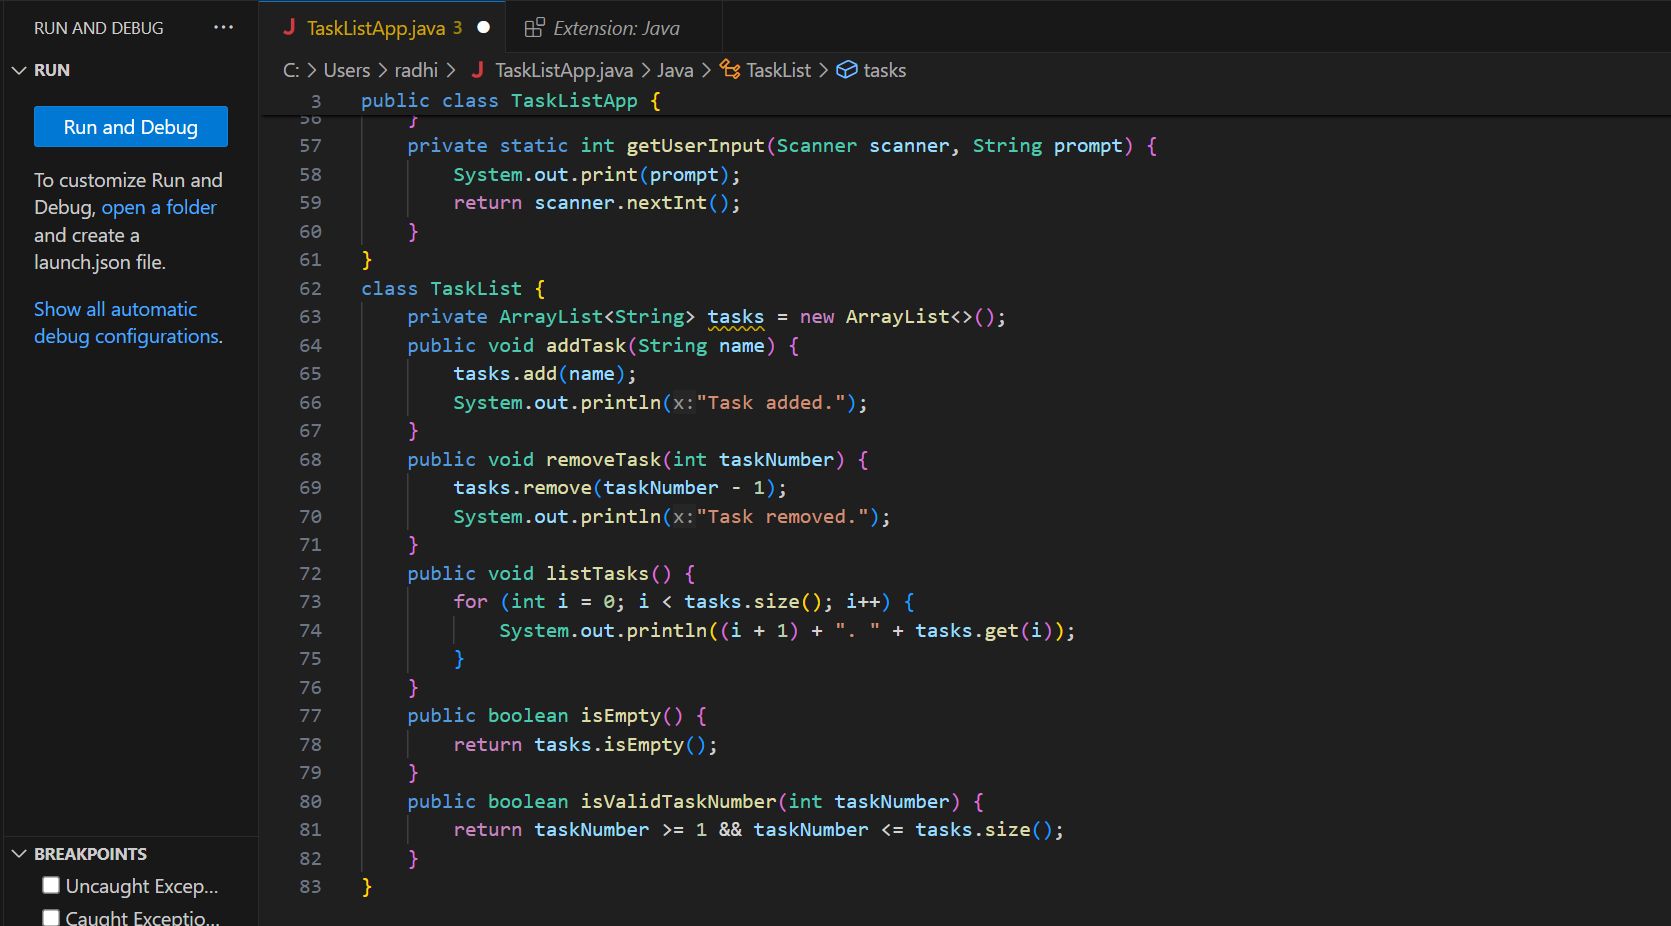 RUN AND DEBUG ···
RUN
Run and Debug
To customize Run and
Debug, open a folder
and create a
launch.json file.
Show all automatic
debug configurations.
BREAKPOINTS
Uncaught Excep...
Caught Exceptio...
TaskListApp.java 3 Extension: Java
C: > Users > radhi > TaskListApp.java > Java > TaskList > tasks
3 public class TaskListApp {
56 }
57 private static int getUserInput(Scanner scanner, String prompt) {
58 System.out.print(prompt);
59 return scanner.nextInt();
60 }
61 }
62 class TaskList {
63 private ArrayList<String> tasks = new ArrayList<>();
64 public void addTask(String name) {
65 tasks.add(name);
66 System.out.println(x:"Task added.");
67 }
68 public void removeTask(int taskNumber) {
69 tasks.remove(taskNumber - 1);
70 System.out.println(x:"Task removed.");
71 }
72 public void listTasks() {
73 for (int i = 0; i < tasks.size(); i++) {
74 System.out.println((i + 1) + ". " + tasks.get(i));
75 }
76 }
77 public boolean isEmpty() {
78 return tasks.isEmpty();
79 }
80 public boolean isValidTaskNumber(int taskNumber) {
81 return taskNumber >= 1 && taskNumber <= tasks.size();
82 }
83 }